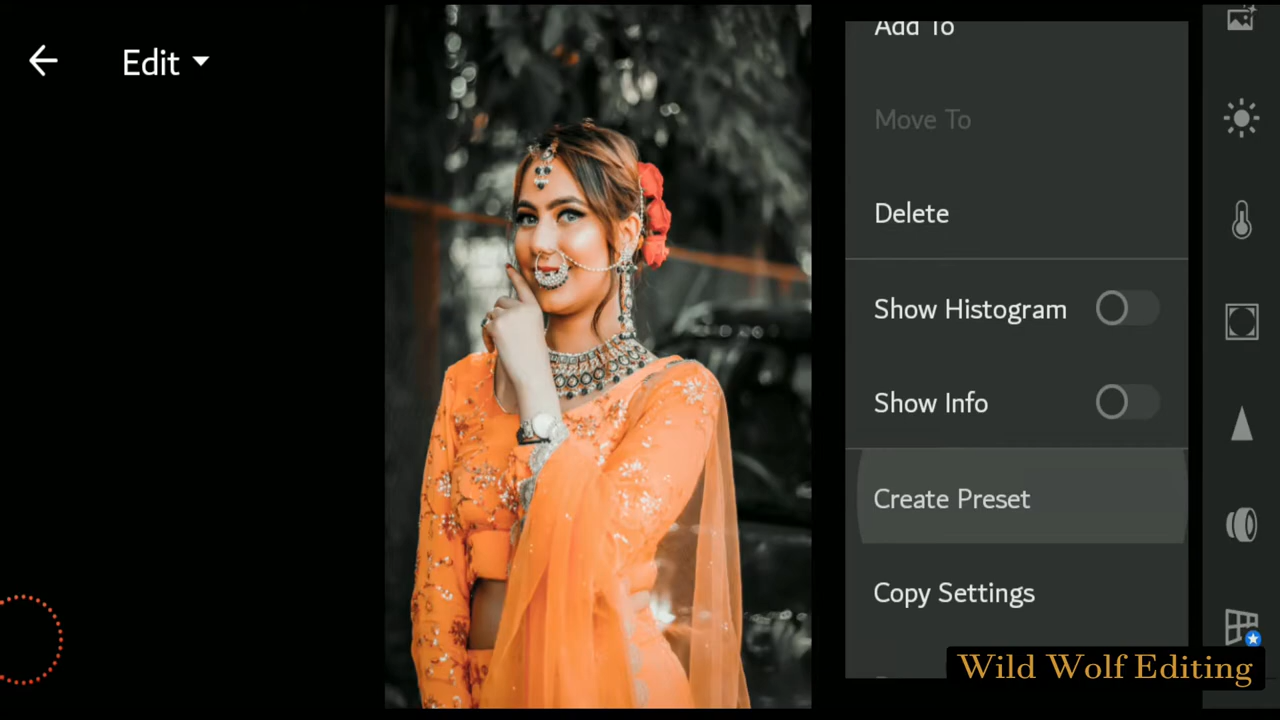 Edit
Add To
Move To
Delete
Show Histogram
Show Info
Create Preset
Copy Settings
Wild Wolf Editing